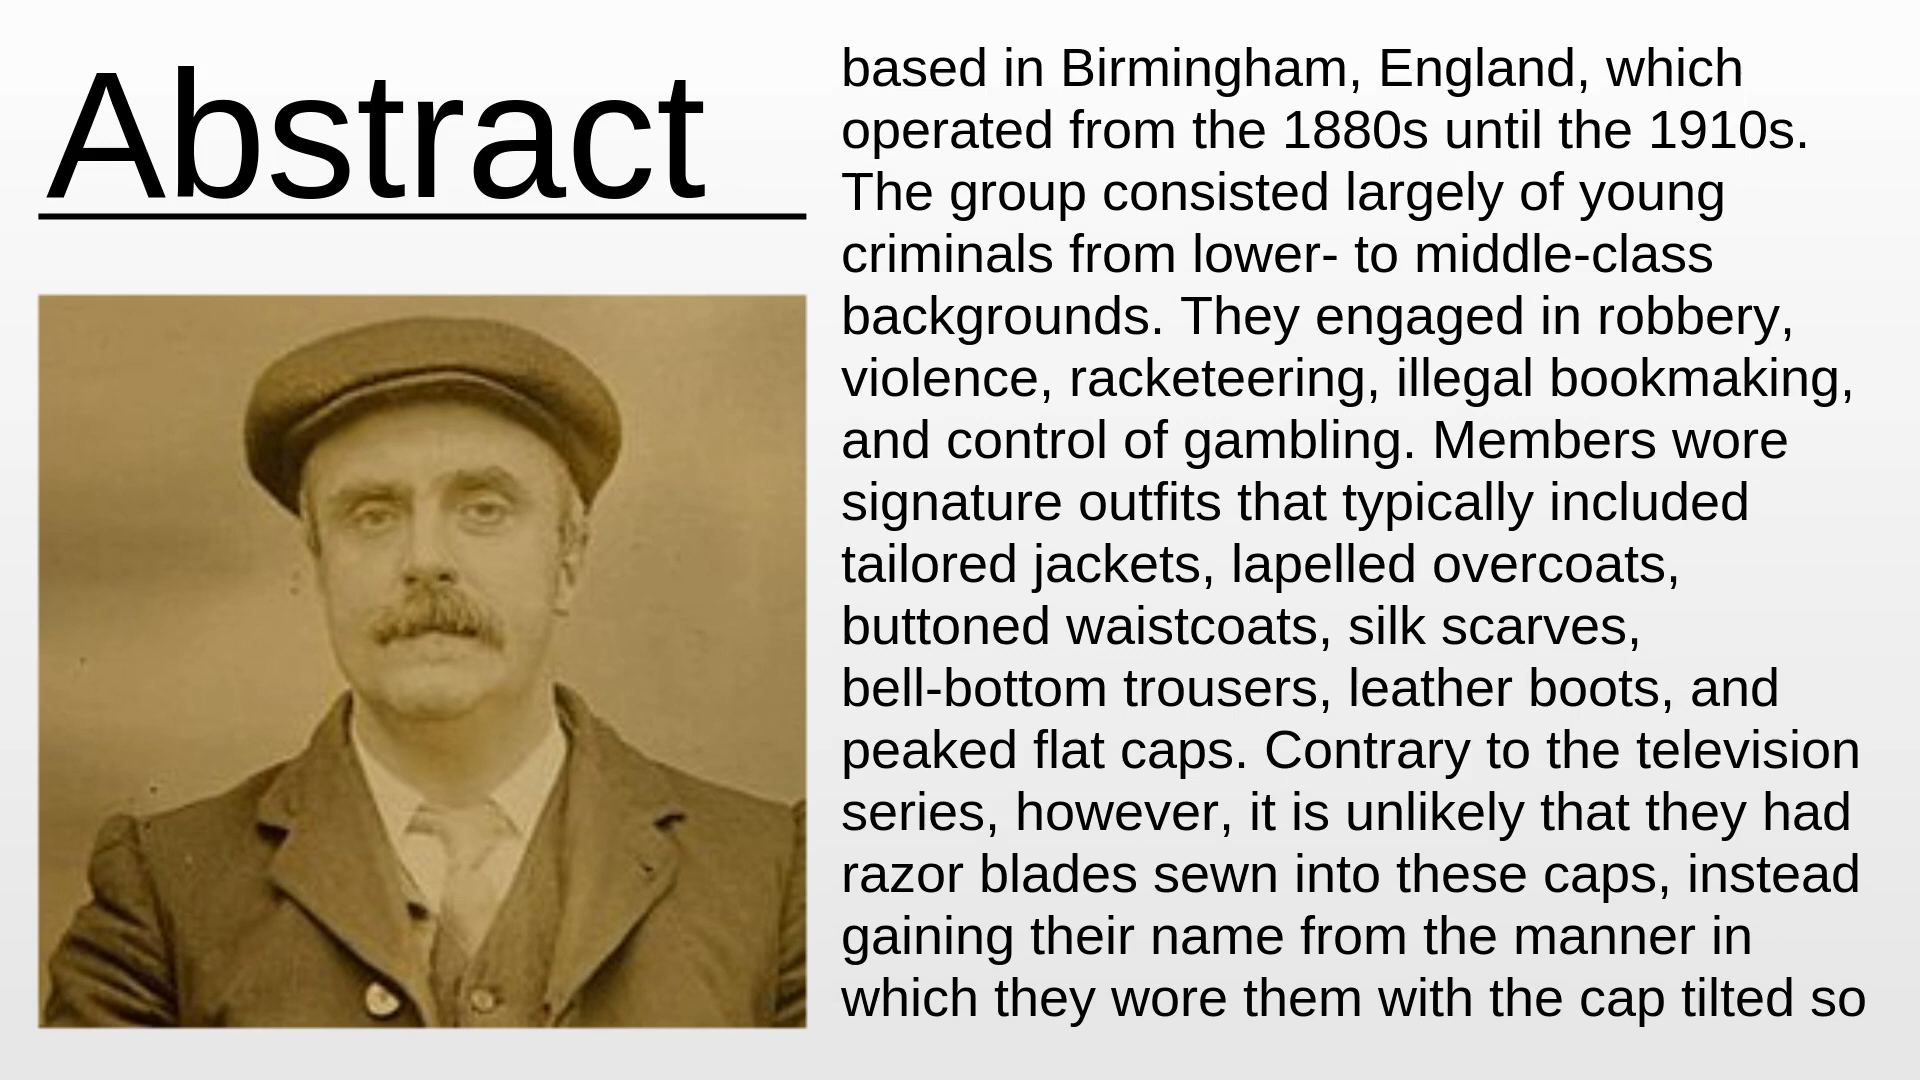 Abstract
based in Birmingham, England, which
operated from the 1880s until the 1910s.
The group consisted largely of young
criminals from lower- to middle-class
backgrounds. They engaged in robbery,
violence, racketeering, illegal bookmaking,
and control of gambling. Members wore
signature outfits that typically included
tailored jackets, lapelled overcoats,
buttoned waistcoats, silk scarves,
bell-bottom trousers, leather boots, and
peaked flat caps. Contrary to the television
series, however, it is unlikely that they had
razor blades sewn into these caps, instead
gaining their name from the manner in
which they wore them with the cap tilted so